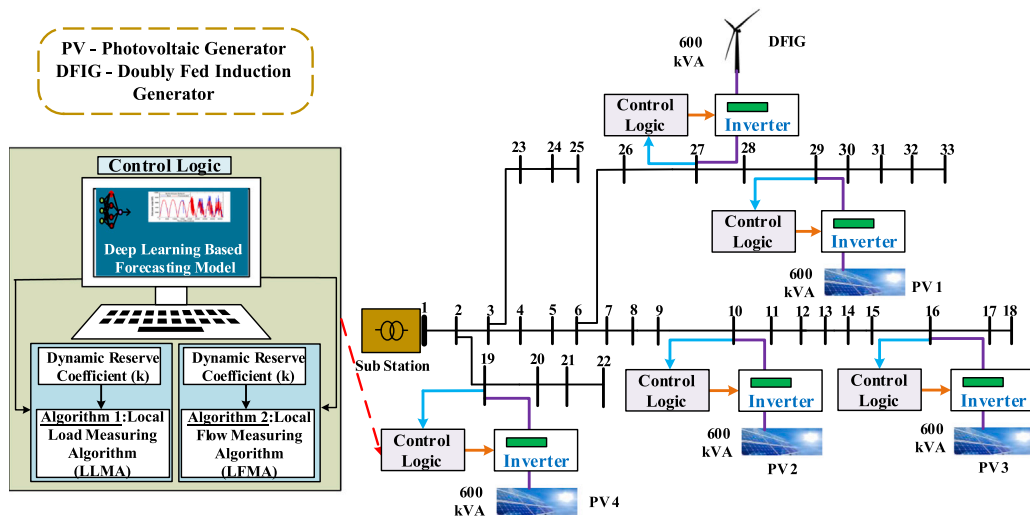 PV - Photovoltaic Generator
DFIG - Doubly Fed Induction
Generator
Control Logic
Deep Learning Based
Forecasting Model
Dynamic Reserve
Coefficient (k)
Algorithm 1:Local
Load Measuring
Algorithm
(LLMA)
Dynamic Reserve
Coefficient (k)
Algorithm 2:Local
Flow Measuring
Algorithm
(LFMA)
600
kVA
DFIG
Control
Logic
Inverter
23 24 25 26 27 28 29 30 31 32 33
Control
Logic
Inverter
600
kVA
PV 1
Sub Station
1 2 3 4 5 6 7 8 9 10 11 12 13 14 15 16 17 18
19 20 21 22
Control
Logic
Inverter
600
kVA
PV 2
Control
Logic
Inverter
600
kVA
PV 3
Control
Logic
Inverter
600
kVA
PV 4